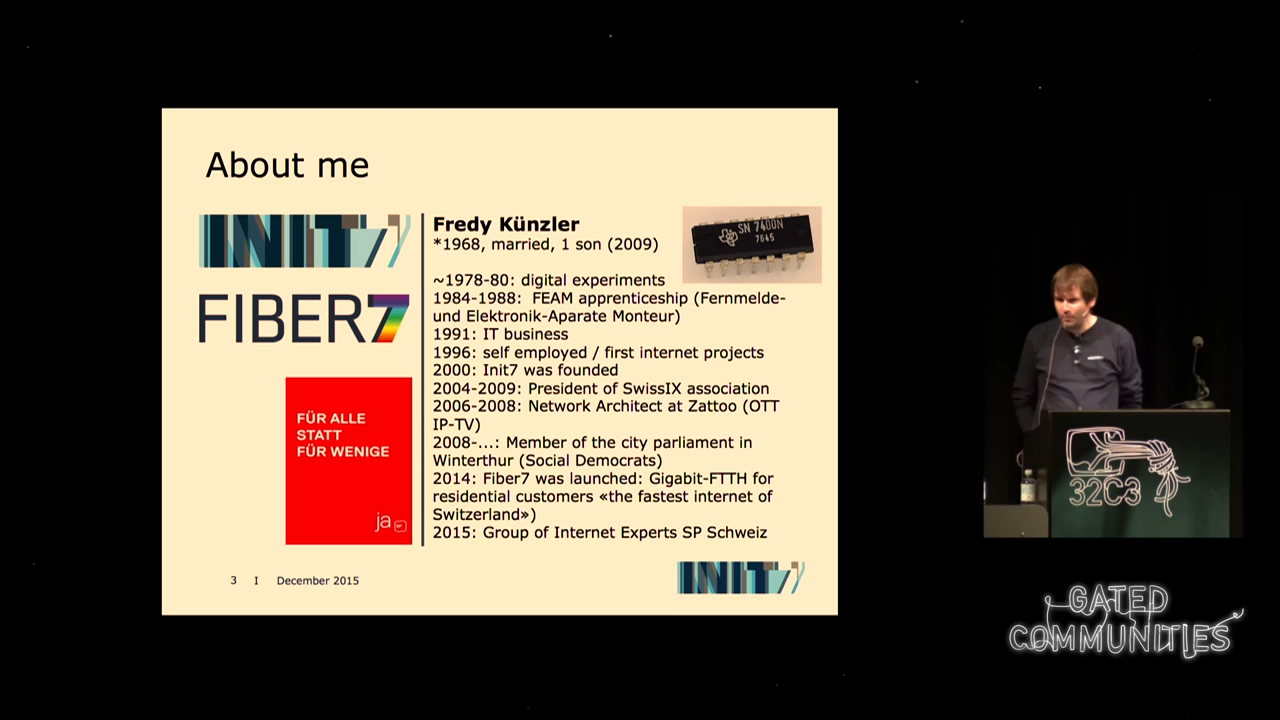 About me
INIT7
FIBER7
FÜR ALLE
STATT
FÜR WENIGE
ja
Fredy Künzler
*1968, married, 1 son (2009)
SN 7400N
7645
~1978-80: digital experiments
1984-1988: FEAM apprenticeship (Fernmelde-
und Elektronik-Aparate Monteur)
1991: IT business
1996: self employed / first internet projects
2000: Init7 was founded
2004-2009: President of SwissIX association
2006-2008: Network Architect at Zattoo (OTT
IP-TV)
2008-...: Member of the city parliament in
Winterthur (Social Democrats)
2014: Fiber7 was launched: Gigabit-FTTH for
residential customers «the fastest internet of
Switzerland»)
2015: Group of Internet Experts SP Schweiz
3 I December 2015
INIT7
32C3
GATED
COMMUNITIES